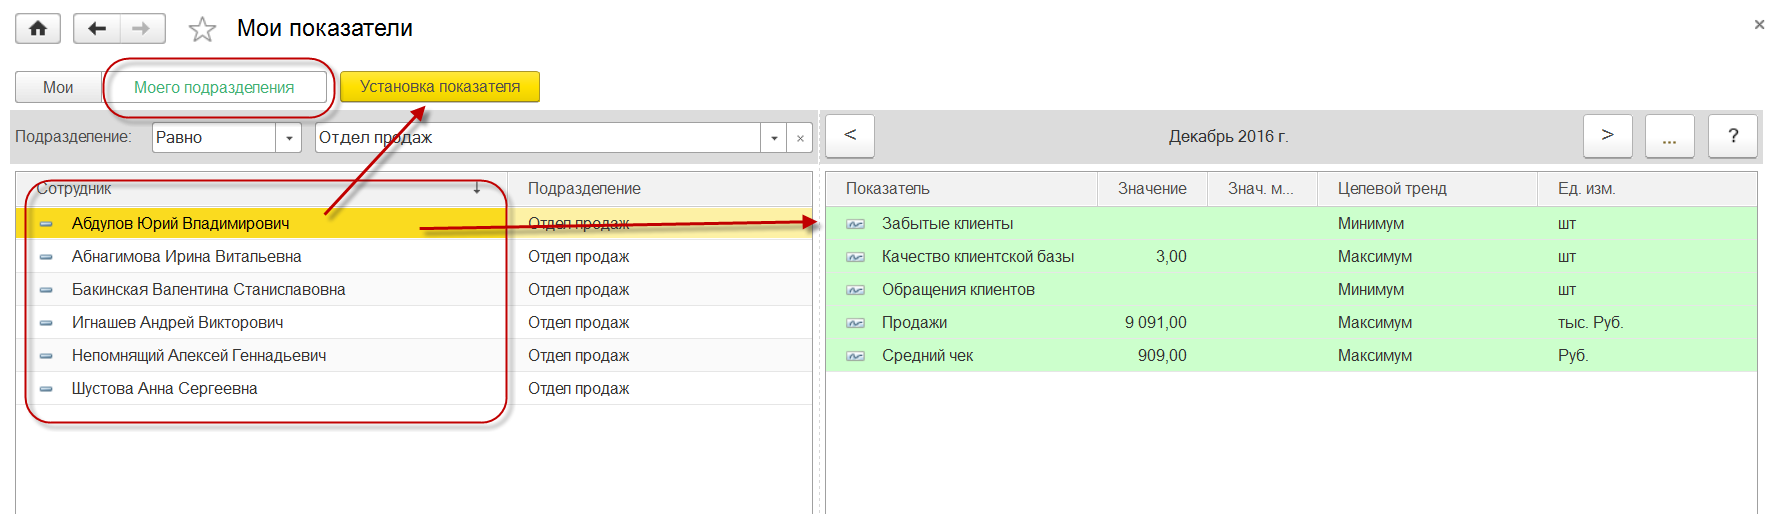 Мои показатели
Мои Моего подразделения Установка показателя
Подразделение: Равно Отдел продаж × < Декабрь 2016 г. > ... ?
Сотрудник ↓ Подразделение Показатель Значение Знач. м... Целевой тренд Ед. изм.
Абдулов Юрий Владимирович Отдел продаж Забытые клиенты Минимум шт
Абнагимова Ирина Витальевна Отдел продаж Качество клиентской базы 3,00 Максимум шт
Бакинская Валентина Станиславовна Отдел продаж Обращения клиентов Минимум шт
Игнашев Андрей Викторович Отдел продаж Продажи 9 091,00 Максимум тыс. Руб.
Непомнящий Алексей Геннадьевич Отдел продаж Средний чек 909,00 Максимум Руб.
Шустова Анна Сергеевна Отдел продаж